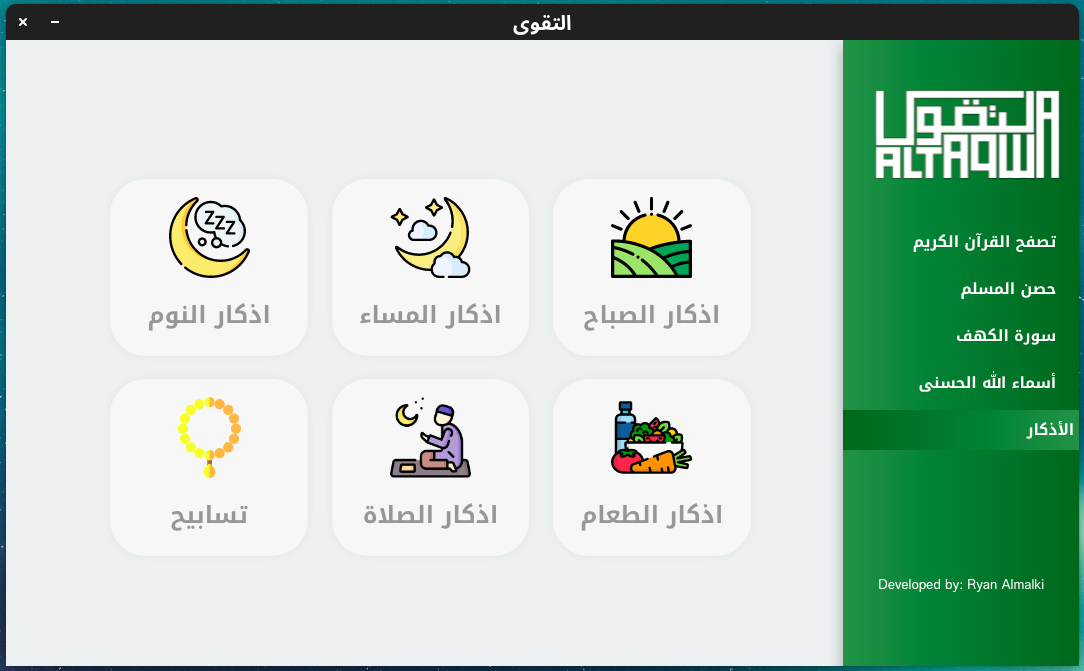 التقوى
التقوى
ALTAQWA
تصفح القرآن الكريم
حصن المسلم
سورة الكهف
أسماء الله الحسنى
الأذكار
Developed by: Ryan Almalki
اذكار الصباح
اذكار المساء
ZZZ
اذكار النوم
اذكار الطعام
اذكار الصلاة
تسابيح